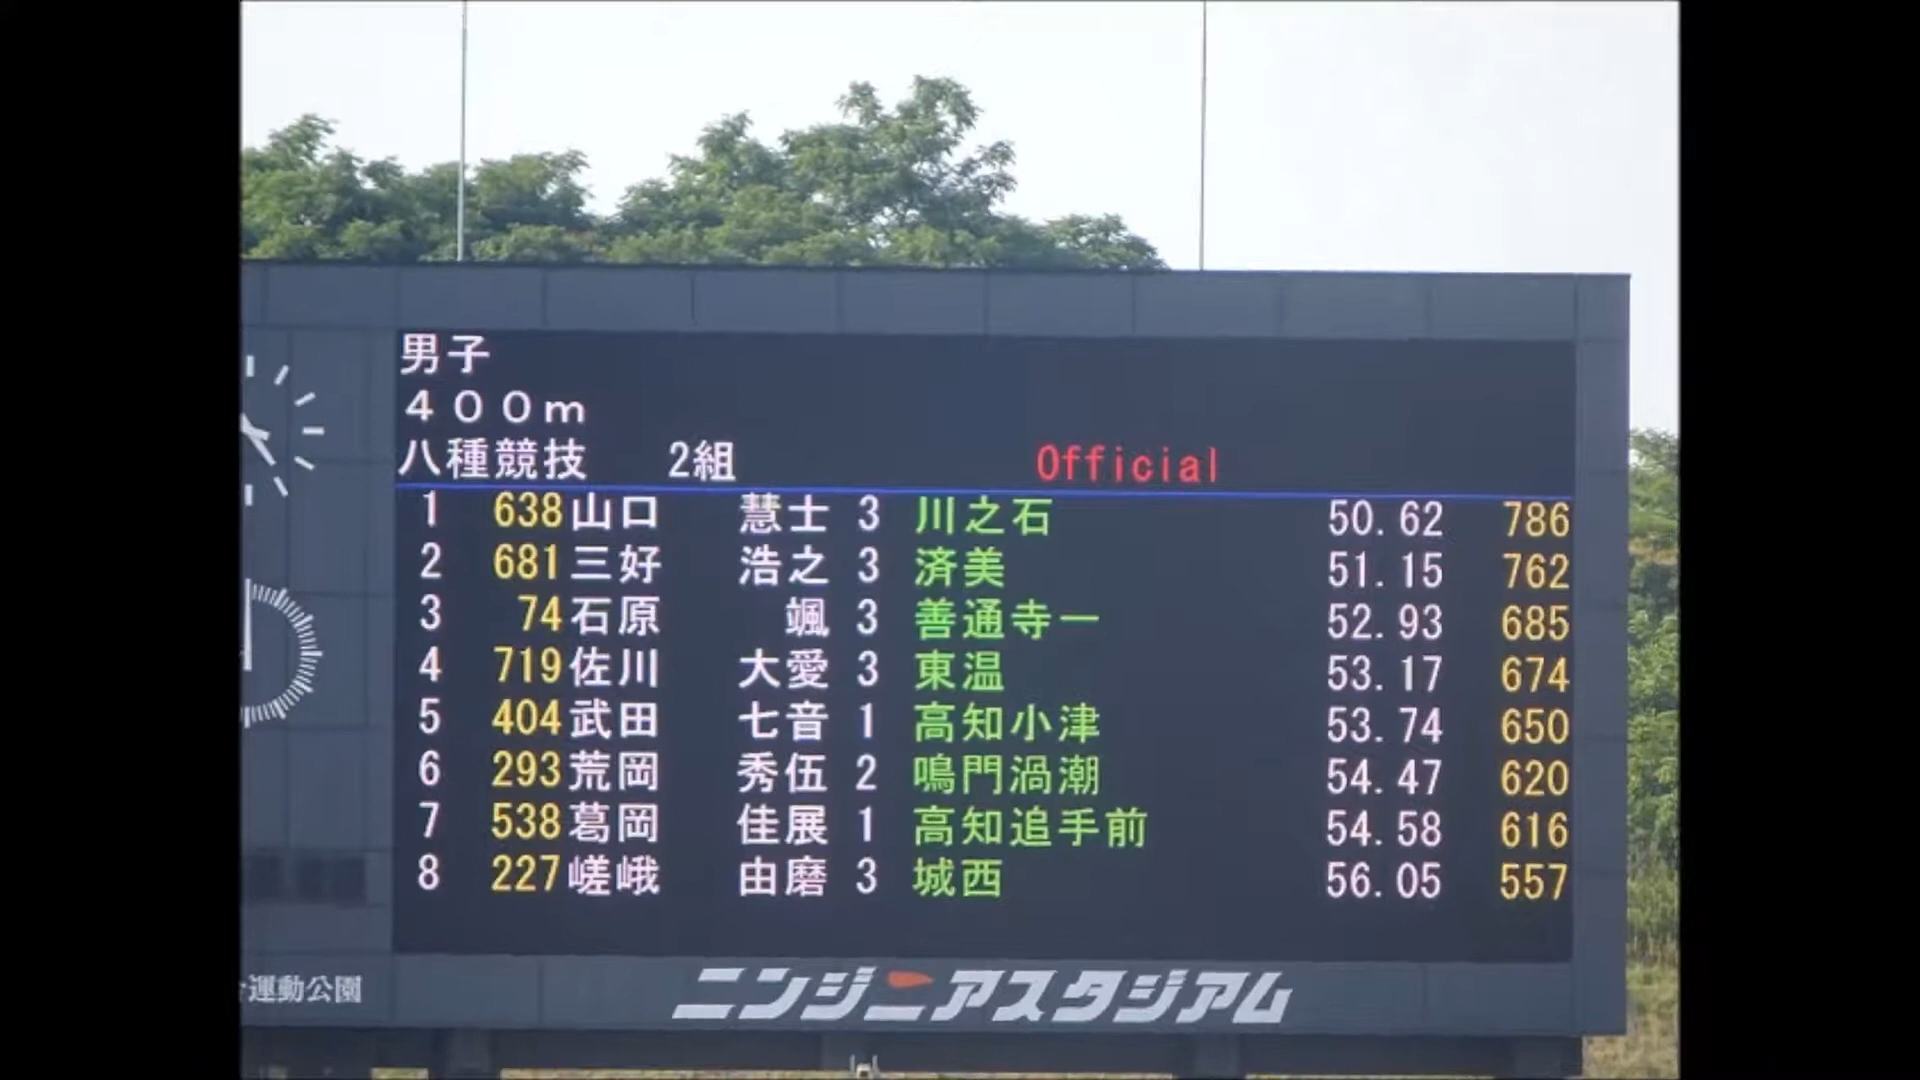 男子
400m
八種競技 2組 Official
1 638 山口 慧士 3 川之石 50.62 786
2 681 三好 浩之 3 済美 51.15 762
3 74 石原 颯 3 善通寺一 52.93 685
4 719 佐川 大愛 3 東温 53.17 674
5 404 武田 七音 1 高知小津 53.74 650
6 293 荒岡 秀伍 2 鳴門渦潮 54.47 620
7 538 葛岡 佳展 1 高知追手前 54.58 616
8 227 嵯峨 由磨 3 城西 56.05 557
運動公園 ニンジニアスタジアム